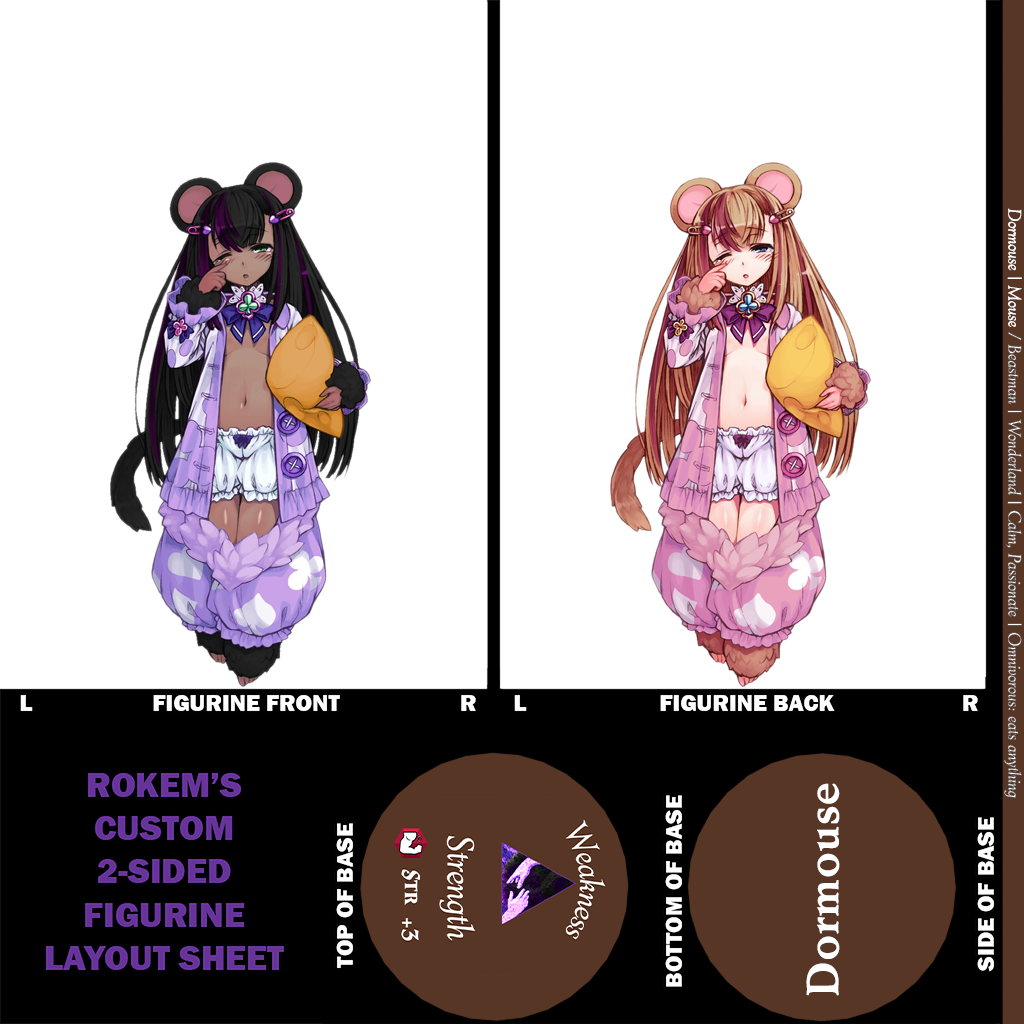 L FIGURINE FRONT R
L FIGURINE BACK R
ROKEM'S
CUSTOM
2-SIDED
FIGURINE
LAYOUT SHEET
TOP OF BASE
Weakness
Strength
STR +3
BOTTOM OF BASE
Dormouse
SIDE OF BASE
Dormouse | Mouse / Beastman | Wonderland | Calm, Passionate | Omnivorous: eats anything